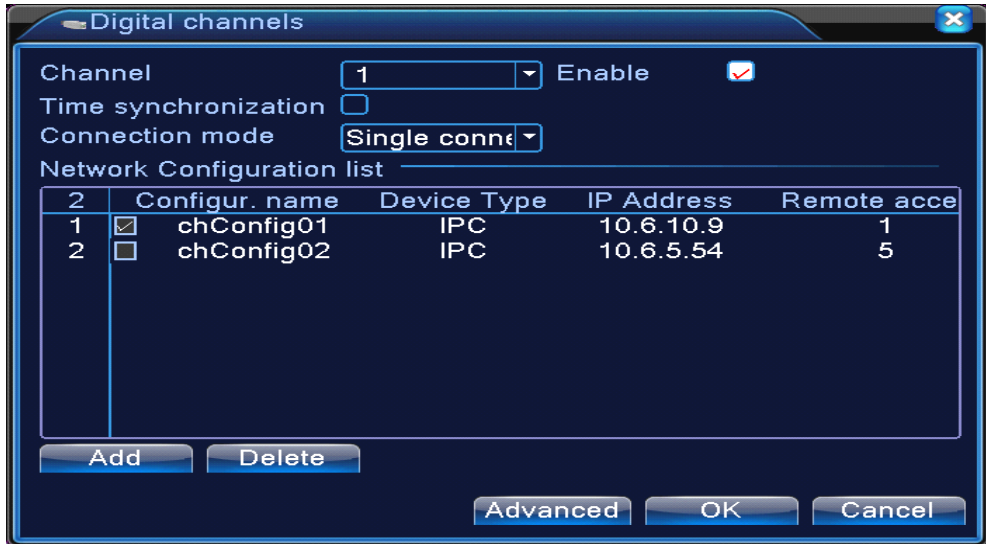 Digital channels
Channel 1 Enable
Time synchronization
Connection mode Single conne
Network Configuration list
2 Configur. name Device Type IP Address Remote acce
1 chConfig01 IPC 10.6.10.9 1
2 chConfig02 IPC 10.6.5.54 5
Add Delete
Advanced OK Cancel